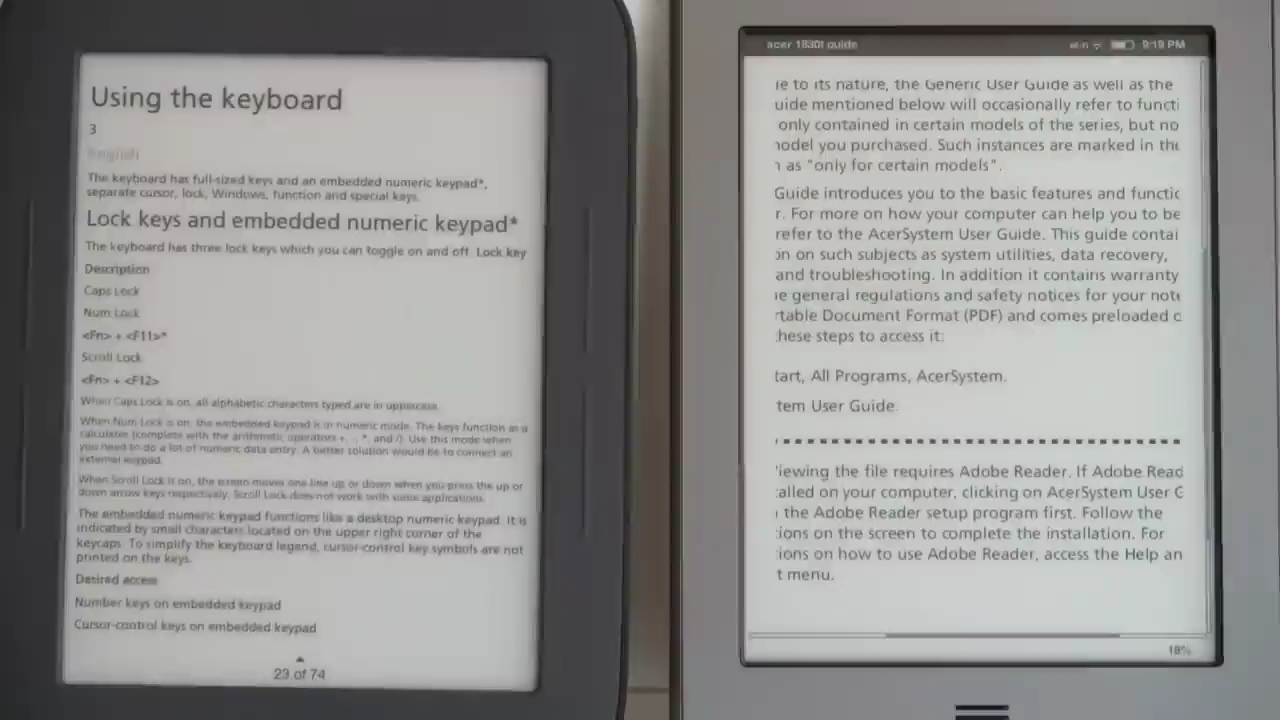 Using the keyboard
3
English
The keyboard has full-sized keys and an embedded numeric keypad*,
separate cursor, lock, Windows, function and special keys.
Lock keys and embedded numeric keypad*
The keyboard has three lock keys which you can toggle on and off. Lock key
Description
Caps Lock
Num Lock
<Fn> + <F11>*
Scroll Lock
<Fn> + <F12>
When Caps Lock is on, all alphabetic characters typed are in uppercase.
When Num Lock is on, the embedded keypad is in numeric mode. The keys function as a
calculator (complete with the arithmetic operators +, -, *, and /). Use this mode when
you need to do a lot of numeric data entry. A better solution would be to connect an
external keypad.
When Scroll Lock is on, the screen moves one line up or down when you press the up or
down arrow keys respectively. Scroll Lock does not work with some applications.
The embedded numeric keypad functions like a desktop numeric keypad. It is
indicated by small characters located on the upper right corner of the
keycaps. To simplify the keyboard legend, cursor-control key symbols are not
printed on the keys.
Desired access
Number keys on embedded keypad
Cursor-control keys on embedded keypad
23 of 74
acer 1830t guide
9:19 PM
to its nature, the Generic User Guide as well as the
uide mentioned below will occasionally refer to functi
only contained in certain models of the series, but no
odel you purchased. Such instances are marked in the
as "only for certain models".
Guide introduces you to the basic features and functic
r. For more on how your computer can help you to be
refer to the AcerSystem User Guide. This guide contai
on on such subjects as system utilities, data recovery,
and troubleshooting. In addition it contains warranty
e general regulations and safety notices for your note
table Document Format (PDF) and comes preloaded
hese steps to access it:
tart, All Programs, AcerSystem.
tem User Guide.
iewing the file requires Adobe Reader. If Adobe Read
alled on your computer, clicking on AcerSystem User G
the Adobe Reader setup program first. Follow the
ions on the screen to complete the installation. For
ions on how to use Adobe Reader, access the Help an
t menu.
18%